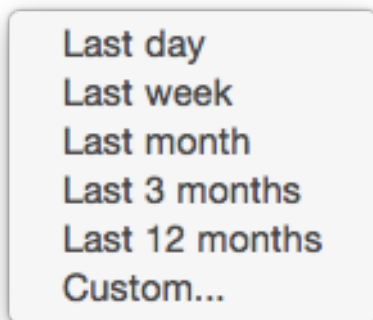 Last day
Last week
Last month
Last 3 months
Last 12 months
Custom...